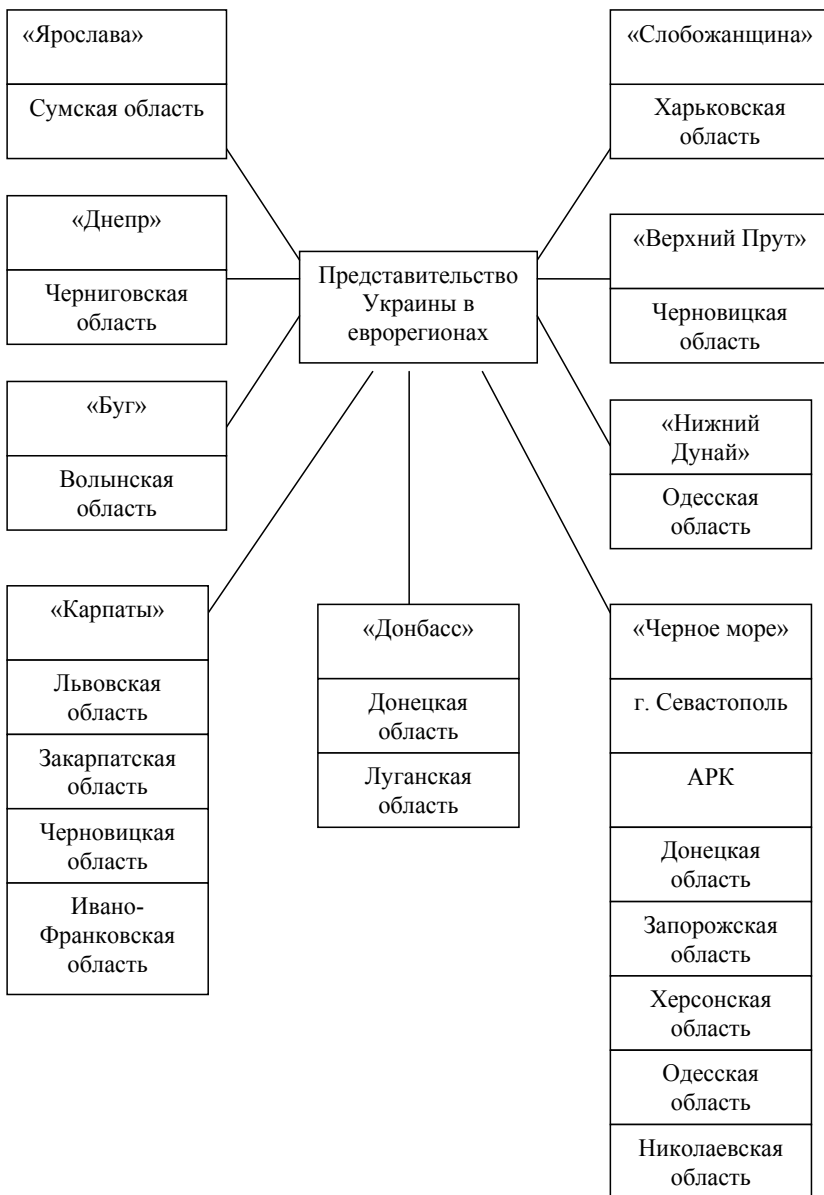 «Ярослава»
Сумская область
«Днепр»
Черниговская
область
«Буг»
Волынская
область
«Карпаты»
Львовская
область
Закарпатская
область
Черновицкая
область
Ивано-
Франковская
область
Представительство
Украины в
еврорегионах
«Донбасс»
Донецкая
область
Луганская
область
«Слобожанщина»
Харьковская
область
«Верхний Прут»
Черновицкая
область
«Нижний
Дунай»
Одесская
область
«Черное море»
г. Севастополь
АРК
Донецкая
область
Запорожская
область
Херсонская
область
Одесская
область
Николаевская
область